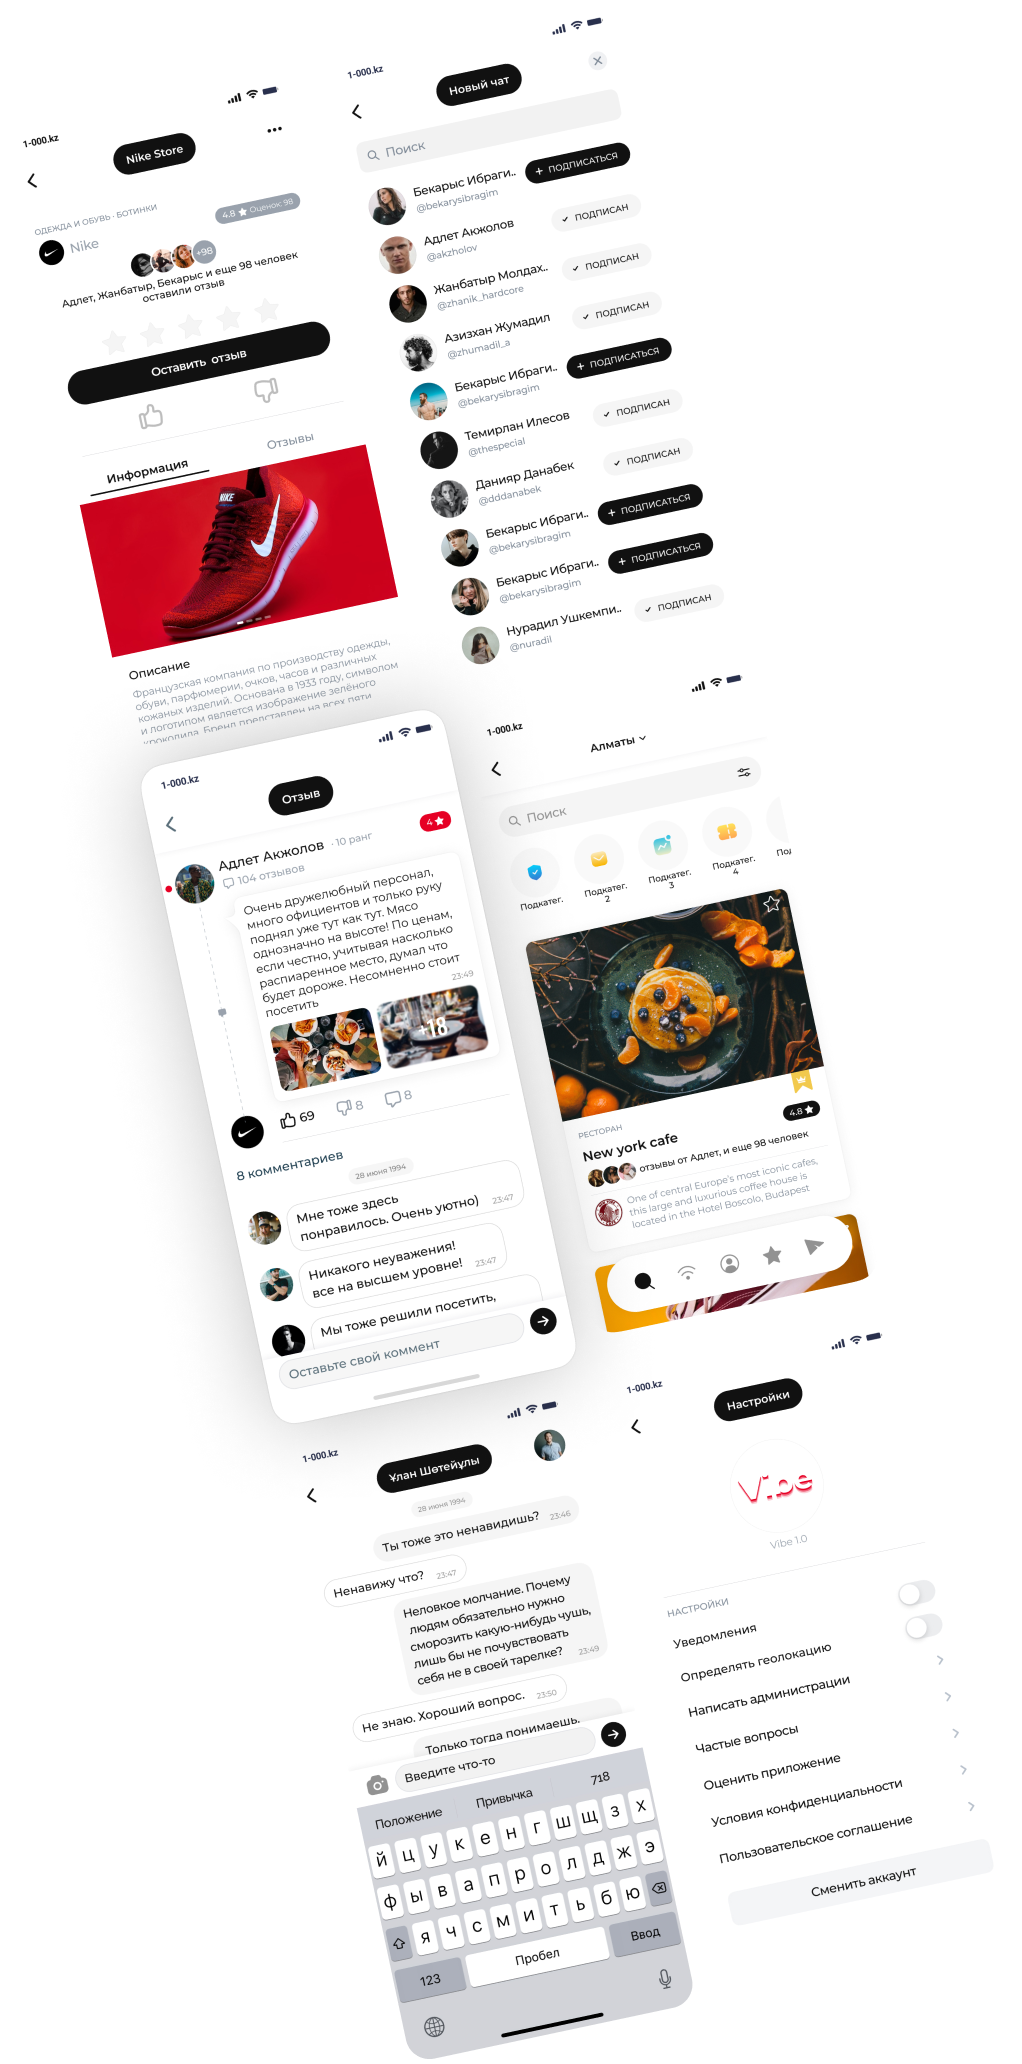 1-000.kz
Nike Store
ОДЕЖДА И ОБУВЬ · БОТИНКИ
4.8 Оценок: 98
Nike
+98
Адлет, Жанбатыр, Бекарыс и еще 98 человек
оставили отзыв
Оставить отзыв
Информация
Отзывы
NIKE
Описание
Французская компания по производству одежды,
обуви, парфюмерии, очков, часов и различных
кожаных изделий. Основана в 1933 году, символом
и логотипом является изображение зелёного
крокодила. Бренд представлен на всех пяти
1-000.kz
Новый чат
Поиск
Бекарыс Ибраги..
@bekarysibragim
+ ПОДПИСАТЬСЯ
Адлет Акжолов
@akzholov
ПОДПИСАН
Жанбатыр Молдах..
@zhanik_hardcore
ПОДПИСАН
Азизхан Жумадил
@zhumadil_a
ПОДПИСАН
Бекарыс Ибраги..
@bekarysibragim
+ ПОДПИСАТЬСЯ
Темирлан Илесов
@thespecial
ПОДПИСАН
Данияр Данабек
@dddanabek
ПОДПИСАН
Бекарыс Ибраги..
@bekarysibragim
+ ПОДПИСАТЬСЯ
Бекарыс Ибраги..
@bekarysibragim
+ ПОДПИСАТЬСЯ
Нурадил Ушкемпи..
@nuradil
ПОДПИСАН
1-000.kz
Отзыв
Адлет Акжолов · 10 ранг
4
104 отзывов
Очень дружелюбный персонал,
много официентов и только руку
поднял уже тут как тут. Мясо
однозначно на высоте! По ценам,
если честно, учитывая насколько
распиаренное место, думал что
будет дороже. Несомненно стоит
посетить
23:49
+18
69
8
8
8 комментариев
28 июня 1994
Мне тоже здесь
понравилось. Очень уютно)
23:47
Никакого неуважения!
все на высшем уровне!
23:47
Мы тоже решили посетить,
Оставьте свой коммент
1-000.kz
Алматы
Поиск
Подкатег.
Подкатег.
2
Подкатег.
3
Подкатег.
4
РЕСТОРАН
4.8
New york cafe
отзывы от Адлет, и еще 98 человек
One of central Europe's most iconic cafes,
this large and luxurious coffee house is
located in the Hotel Boscolo, Budapest
1-000.kz
Ұлан Шөтейұлы
28 июня 1994
Ты тоже это ненавидишь?
23:46
Ненавижу что?
23:47
Неловкое молчание. Почему
людям обязательно нужно
сморозить какую-нибудь чушь,
лишь бы не почувствовать
себя не в своей тарелке?
23:49
Не знаю. Хороший вопрос.
23:50
Только тогда понимаешь.
Введите что-то
Положение
Привычка
718
й ц у к е н г ш щ з х
ф ы в а п р о л д ж э
я ч с м и т ь б ю
123
Пробел
Ввод
1-000.kz
Настройки
Vibe
Vibe 1.0
НАСТРОЙКИ
Уведомления
Определять геолокацию
Написать администрации
Частые вопросы
Оценить приложение
Условия конфиденциальности
Пользовательское соглашение
Сменить аккаунт